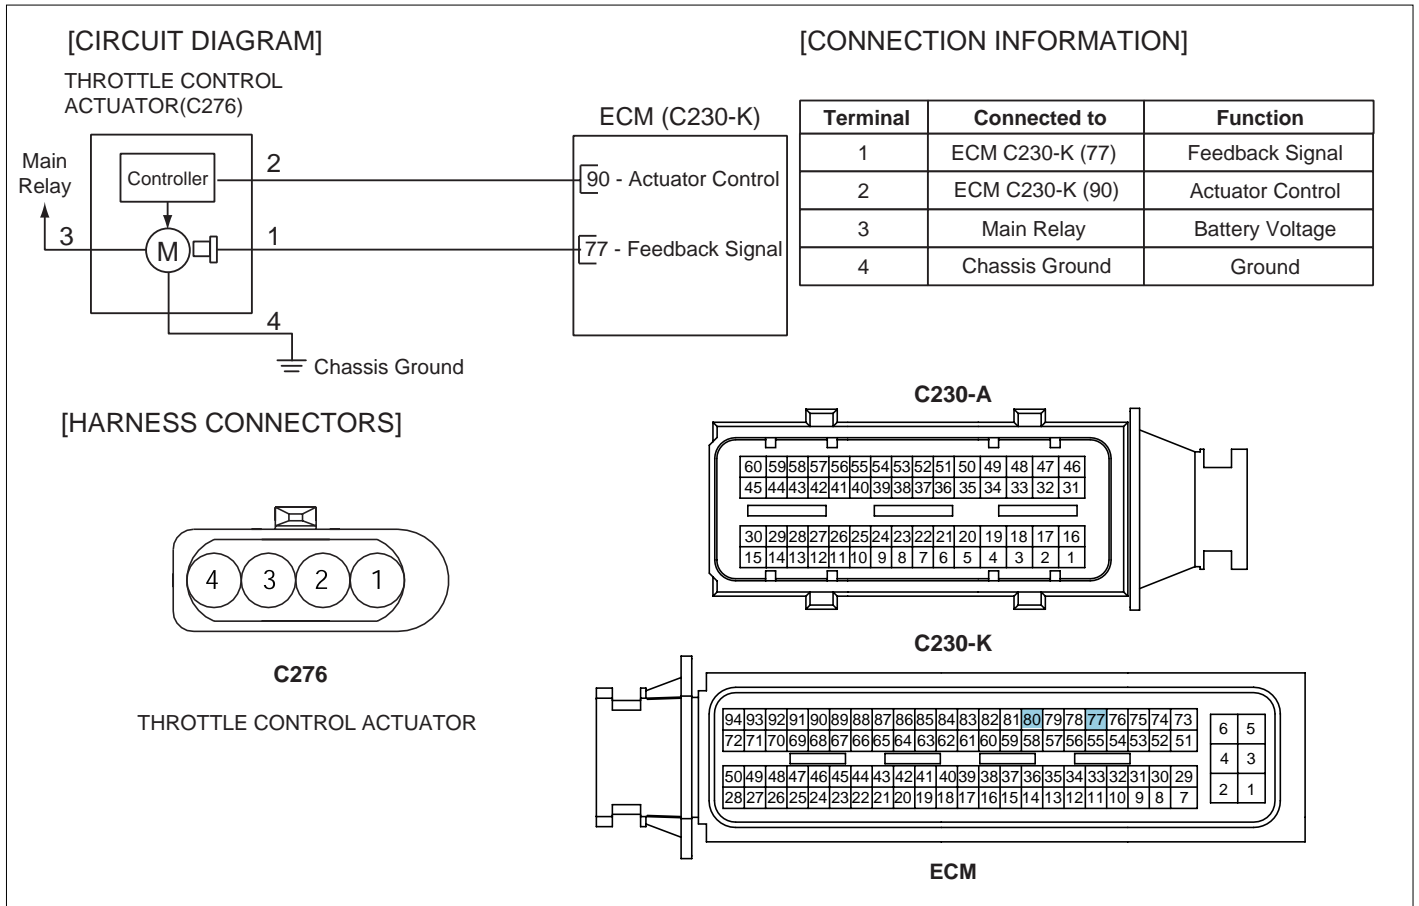 [CIRCUIT DIAGRAM]
THROTTLE CONTROL
ACTUATOR(C276)
Main
Relay
Controller
M
3
2
1
4
Chassis Ground
ECM (C230-K)
90 - Actuator Control
77 - Feedback Signal
[CONNECTION INFORMATION]
Terminal Connected to Function
1 ECM C230-K (77) Feedback Signal
2 ECM C230-K (90) Actuator Control
3 Main Relay Battery Voltage
4 Chassis Ground Ground
[HARNESS CONNECTORS]
4 3 2 1
C276
THROTTLE CONTROL ACTUATOR
C230-A
60 59 58 57 56 55 54 53 52 51 50 49 48 47 46
45 44 43 42 41 40 39 38 37 36 35 34 33 32 31
30 29 28 27 26 25 24 23 22 21 20 19 18 17 16
15 14 13 12 11 10 9 8 7 6 5 4 3 2 1
C230-K
94 93 92 91 90 89 88 87 86 85 84 83 82 81 80 79 78 77 76 75 74 73
72 71 70 69 68 67 66 65 64 63 62 61 60 59 58 57 56 55 54 53 52 51
50 49 48 47 46 45 44 43 42 41 40 39 38 37 36 35 34 33 32 31 30 29
28 27 26 25 24 23 22 21 20 19 18 17 16 15 14 13 12 11 10 9 8 7
6 5
4 3
2 1
ECM